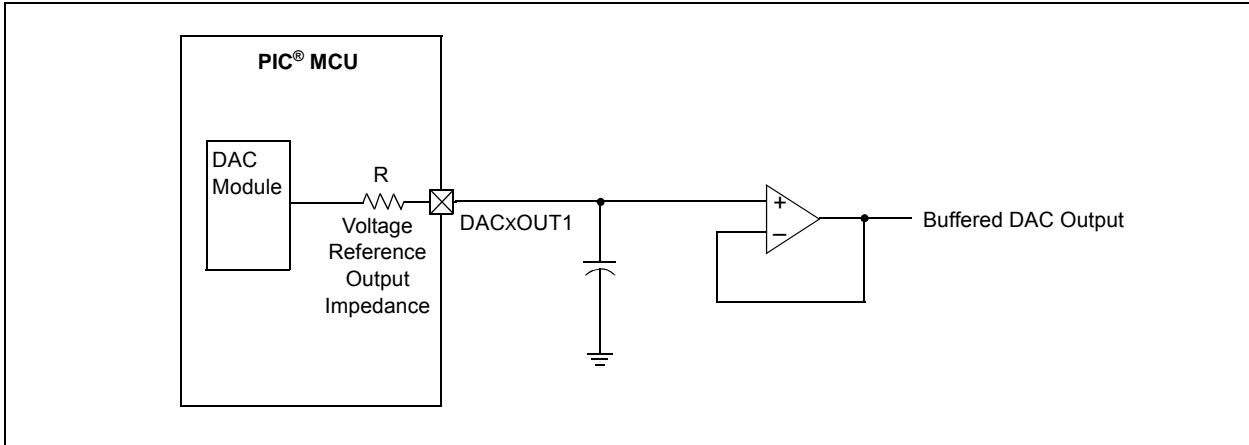 PIC® MCU
DAC
Module
R
Voltage
Reference
Output
Impedance
DACxOUT1
+
–
Buffered DAC Output